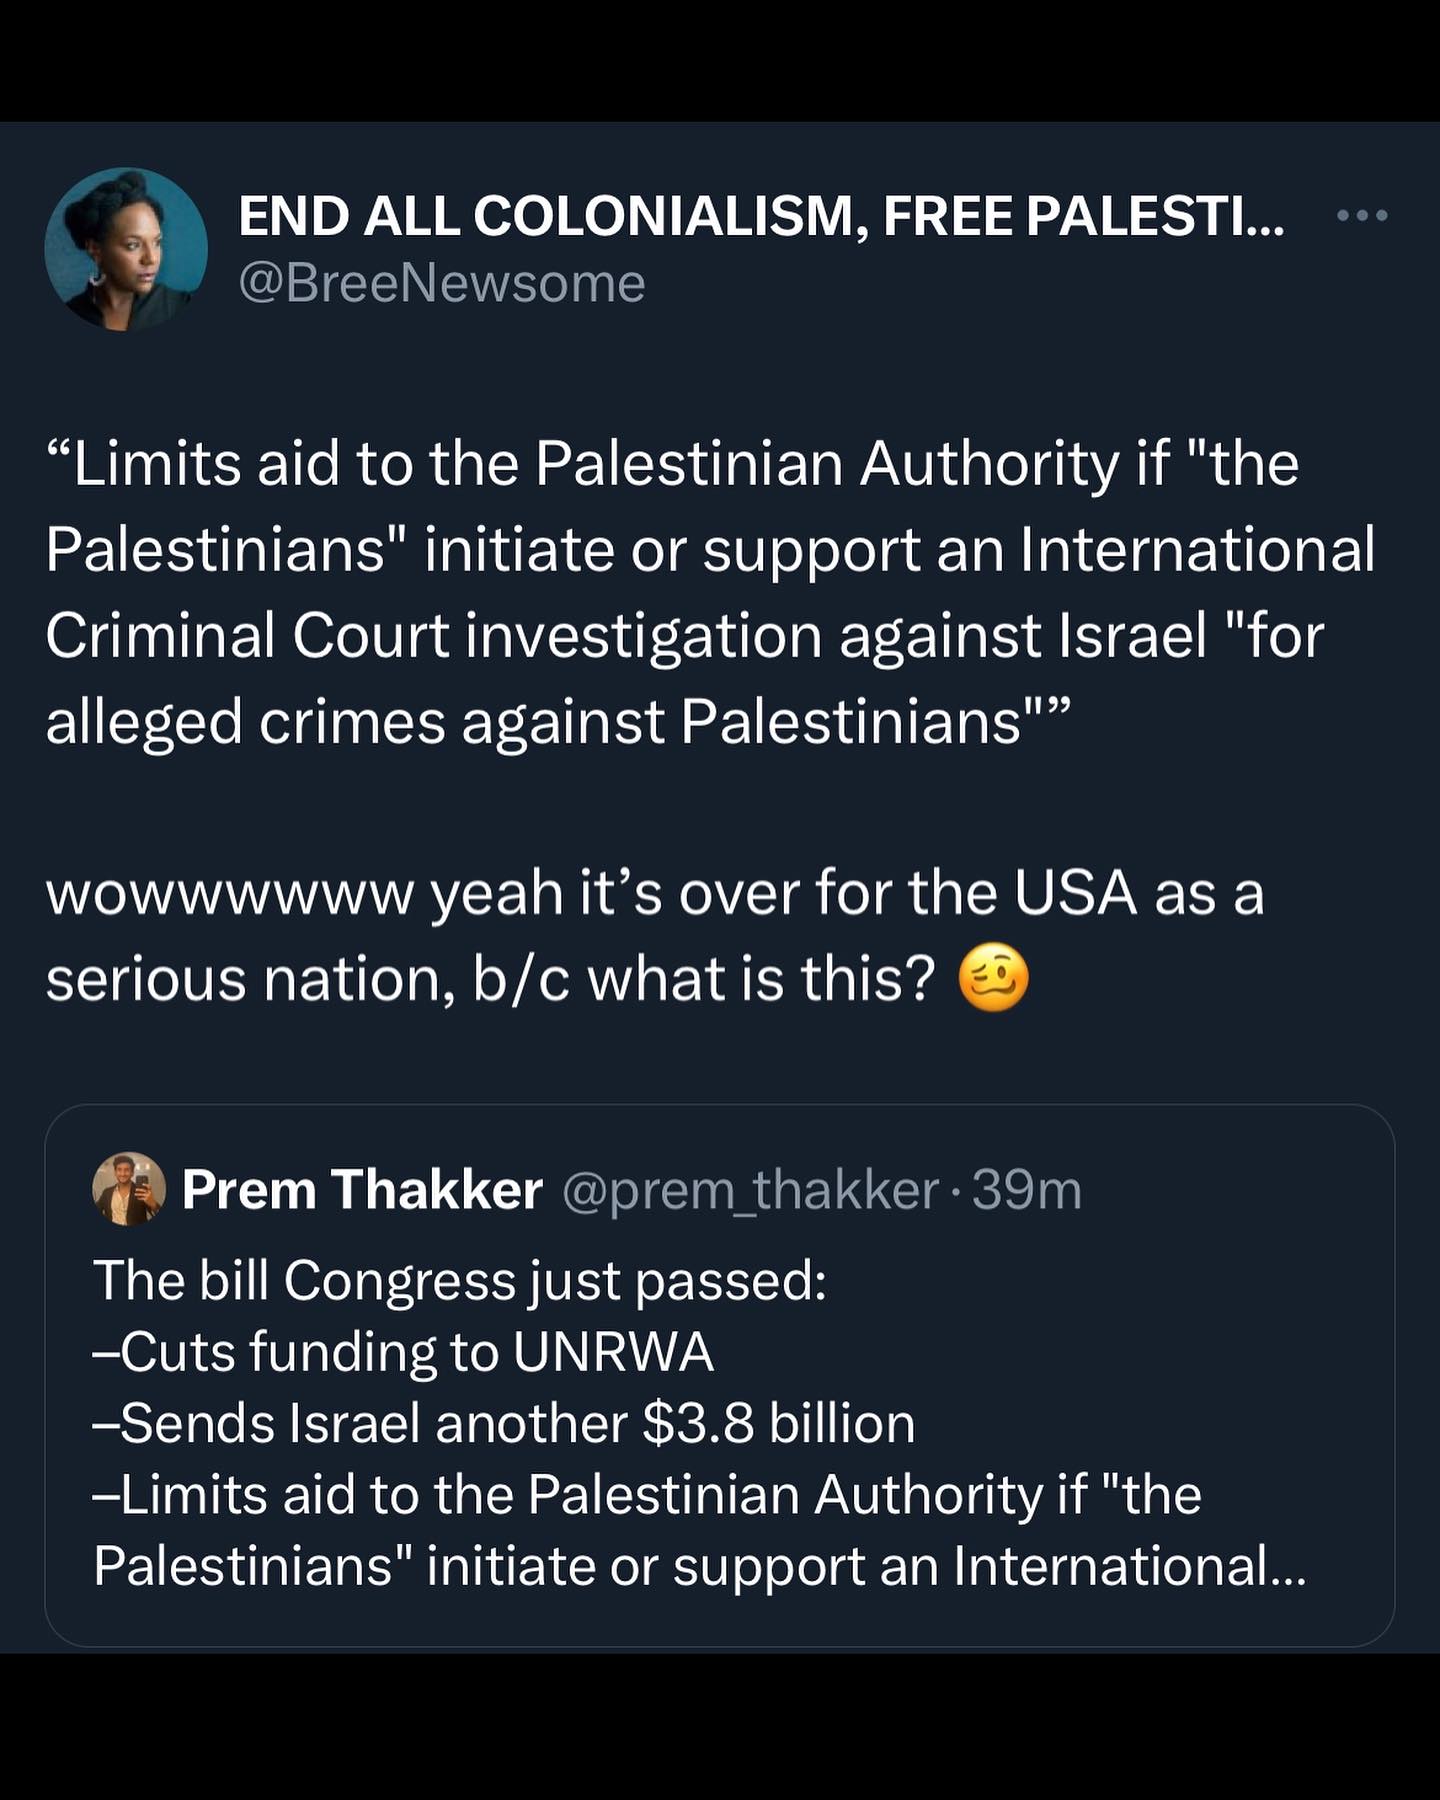 END ALL COLONIALISM, FREE PALESTI...
@BreeNewsome
“Limits aid to the Palestinian Authority if "the
Palestinians" initiate or support an International
Criminal Court investigation against Israel "for
alleged crimes against Palestinians"”
wowwwwwww yeah it’s over for the USA as a
serious nation, b/c what is this? 🥴
Prem Thakker @prem_thakker · 39m
The bill Congress just passed:
–Cuts funding to UNRWA
–Sends Israel another $3.8 billion
–Limits aid to the Palestinian Authority if "the
Palestinians" initiate or support an International...